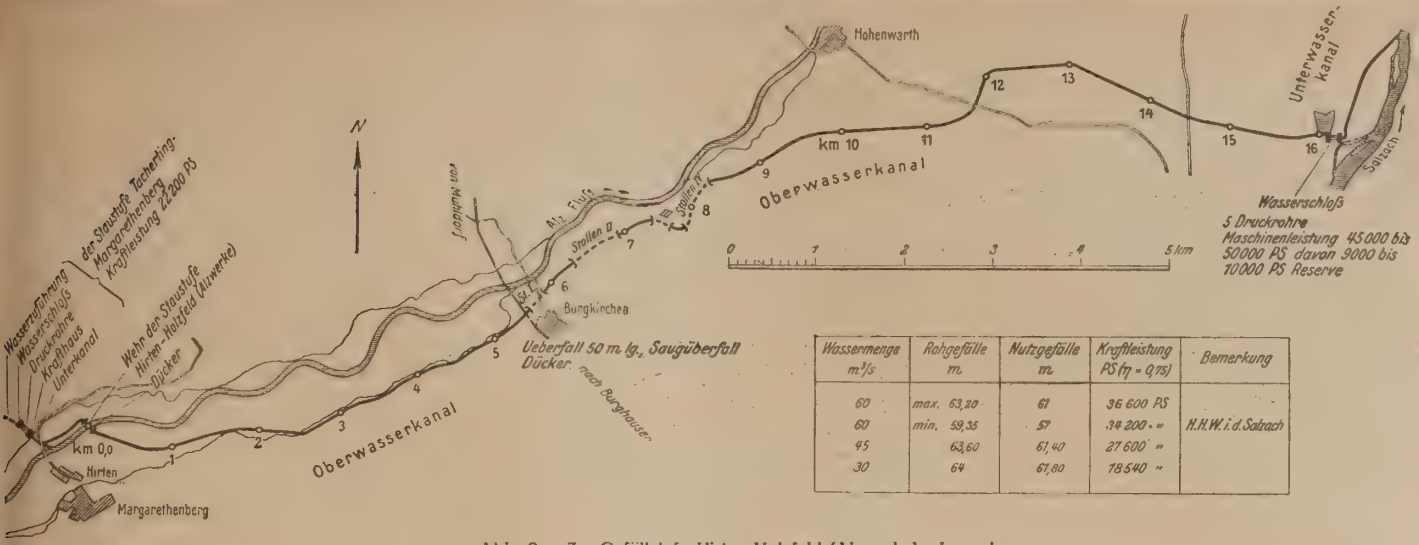 Hohenwarth
Unterwasser-
kanal
N
12
13
14
15
16
11
km 10
9
8
Oberwasserkanal
Salzach
Wasserschloß
5 Druckrohre
Maschinenleistung 45000 bis
50000 PS davon 9000 bis
10000 PS Reserve
0 1 2 3 4 5 km
Wasserzuführung
Wasserschloß
Druckrohre
Krafthaus
Unterkanal
der Staustufe Tacherting-
Margarethenberg
Kraftleistung 22200 PS
Wehr der Staustufe
Hirten-Holzfeld (Alzwerke)
Dücker
von Mühldorf
Alz Fluß
St. I
Stollen II
III
Stollen IV
7
6
5
Burgkirchen
Ueberfall 50 m lg., Saugüberfall
Dücker
nach Burghausen
4
3
2
1
km 0,0
Oberwasserkanal
Hirten
Margarethenberg
Wassermenge m³/s Rohgefälle m Nutzgefälle m Kraftleistung PS (η = 0,75) Bemerkung
60 max. 63,20 61 36 600 PS
60 min. 59,35 57 34 200 „ H.H.W. i. d. Salzach
45 63,60 61,40 27 600 „
30 64 61,80 18 540 „